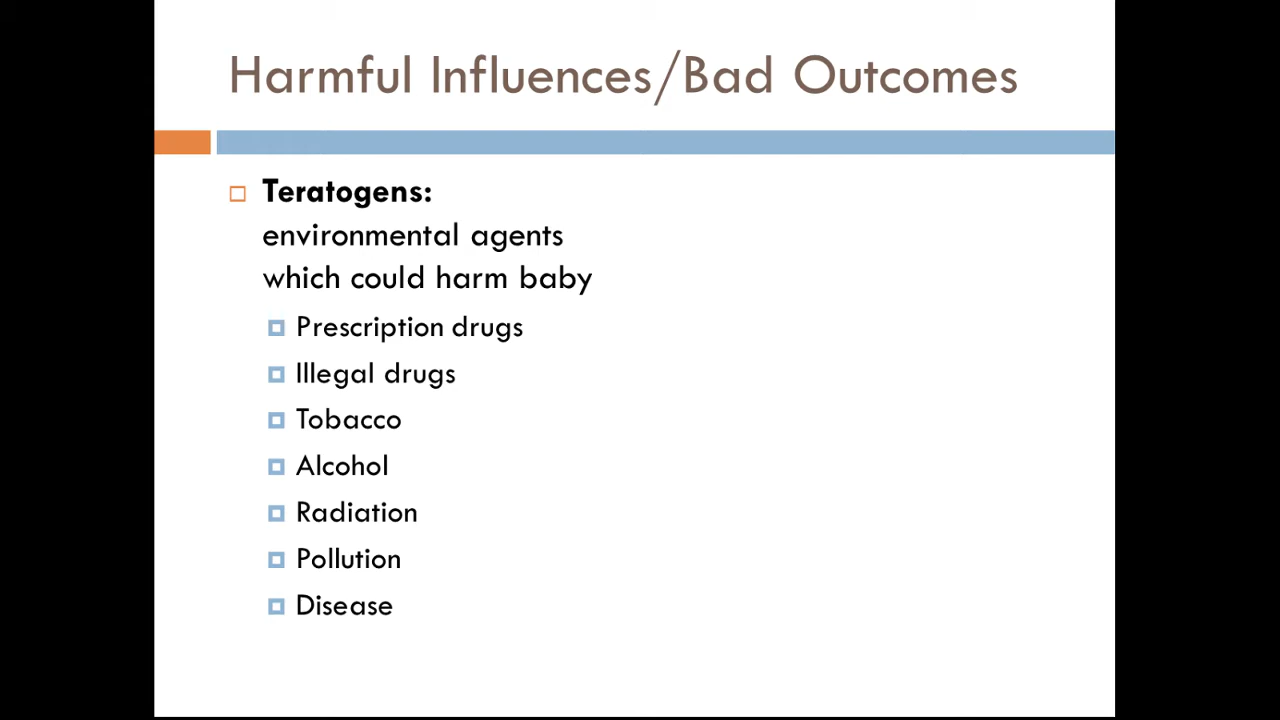 Harmful Influences/Bad Outcomes
Teratogens:
environmental agents
which could harm baby
Prescription drugs
Illegal drugs
Tobacco
Alcohol
Radiation
Pollution
Disease